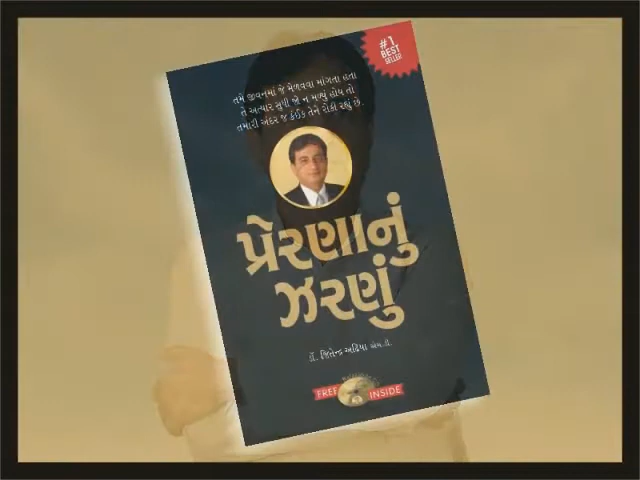 #1
BEST
SELLER
તમે જીવનમાં જે મેળવવા માંગતા હતા
તે અત્યાર સુધી જો ન મળ્યું હોય તો
તમારી અંદર જ કંઈક તેને રોકી રહ્યું છે.
પ્રેરણાનું
ઝરણું
ડૉ. જિતેન્દ્ર અઢિયા એમ.ડી.
FREE
INSIDE